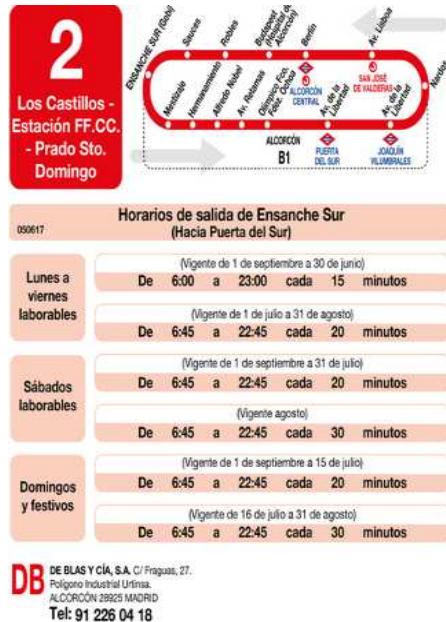 2
Los Castillos -
Estación FF.CC.
- Prado Sto.
Domingo
ENSANCHE SUR (Gabi)
Sauces
Robles
Budapest
(Hospital de
Alcorcón)
Berlín
Av. Lisboa
ALCORCÓN
CENTRAL
SAN JOSÉ
DE VALDERAS
Mestizaje
Hermanamiento
Alfredo Nobel
Av. Retamas
Olímpico Fco.
Fdez. Ochoa
Av. de la
Libertad
Av. de la
Libertad
ALCORCÓN
B1
PUERTA
DEL SUR
JOAQUÍN
VILUMBRALES
050617
Horarios de salida de Ensanche Sur
(Hacia Puerta del Sur)
Lunes a
viernes
laborables
(Vigente de 1 de septiembre a 30 de junio)
De 6:00 a 23:00 cada 15 minutos
(Vigente de 1 de julio a 31 de agosto)
De 6:45 a 22:45 cada 20 minutos
Sábados
laborables
(Vigente de 1 de septiembre a 31 de julio)
De 6:45 a 22:45 cada 20 minutos
(Vigente agosto)
De 6:45 a 22:45 cada 30 minutos
Domingos
y festivos
(Vigente de 1 de septiembre a 15 de julio)
De 6:45 a 22:45 cada 20 minutos
(Vigente de 16 de julio a 31 de agosto)
De 6:45 a 22:45 cada 30 minutos
DB
DE BLAS Y CÍA, S.A. C/ Fraguas, 27.
Polígono Industrial Urtinsa.
ALCORCÓN 28925 MADRID
Tel: 91 226 04 18